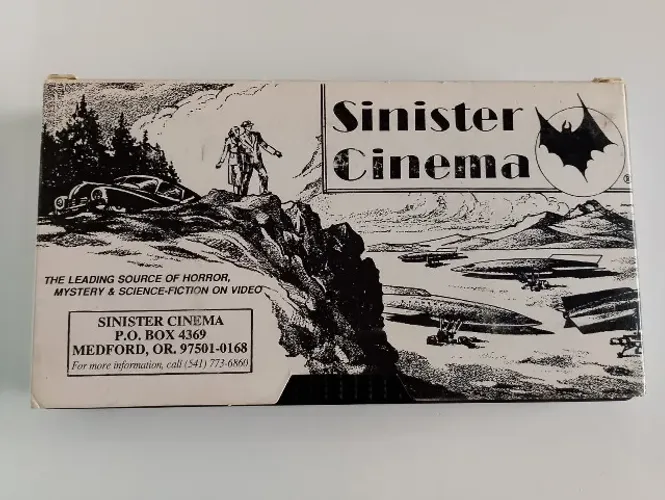 Sinister
Cinema
®
THE LEADING SOURCE OF HORROR,
MYSTERY & SCIENCE-FICTION ON VIDEO
SINISTER CINEMA
P.O. BOX 4369
MEDFORD, OR. 97501-0168
For more information, call (541) 773-6860